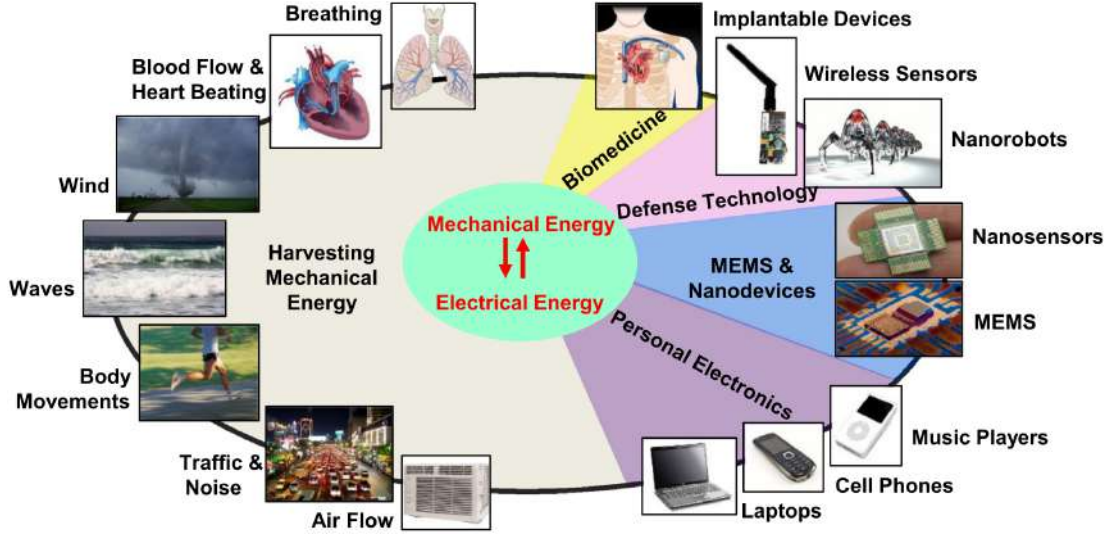 Breathing
Blood Flow &
Heart Beating
Wind
Waves
Body
Movements
Traffic &
Noise
Air Flow
Harvesting
Mechanical
Energy
Mechanical Energy
Electrical Energy
Biomedicine
Defense Technology
MEMS &
Nanodevices
Personal Electronics
Implantable Devices
Wireless Sensors
Nanorobots
Nanosensors
MEMS
Music Players
Cell Phones
Laptops